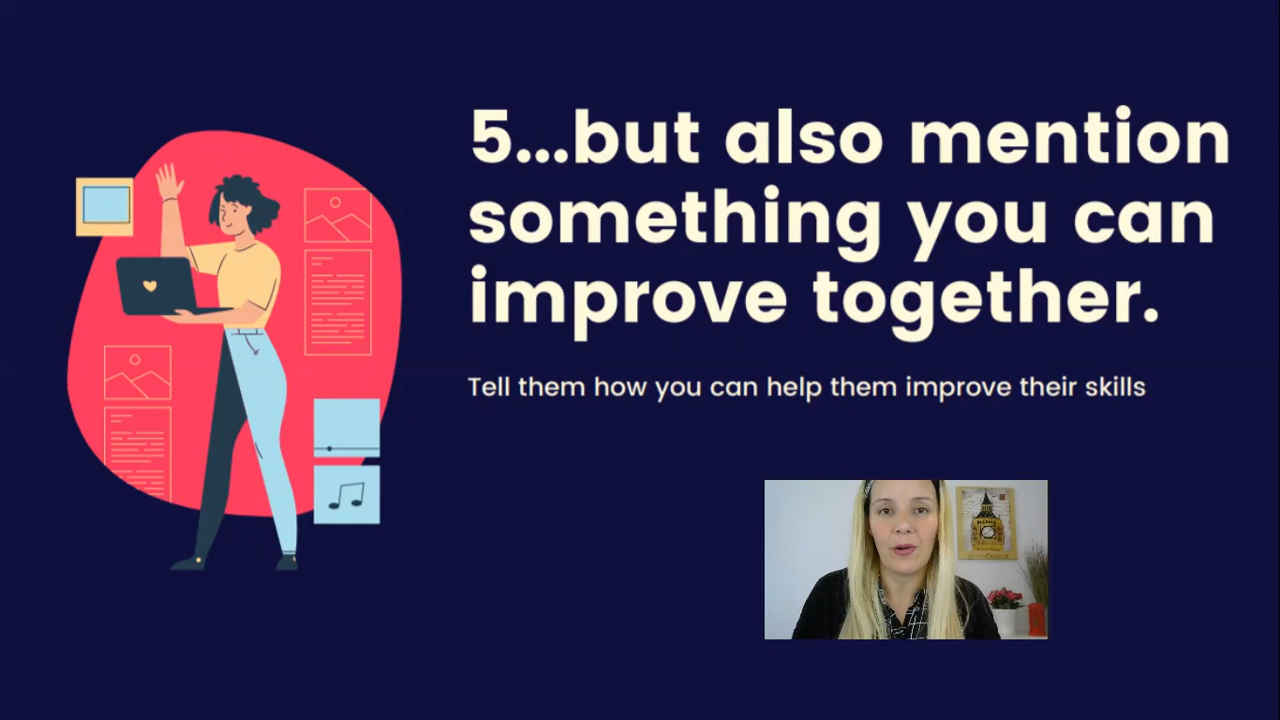 5...but also mention
something you can
improve together.
Tell them how you can help them improve their skills